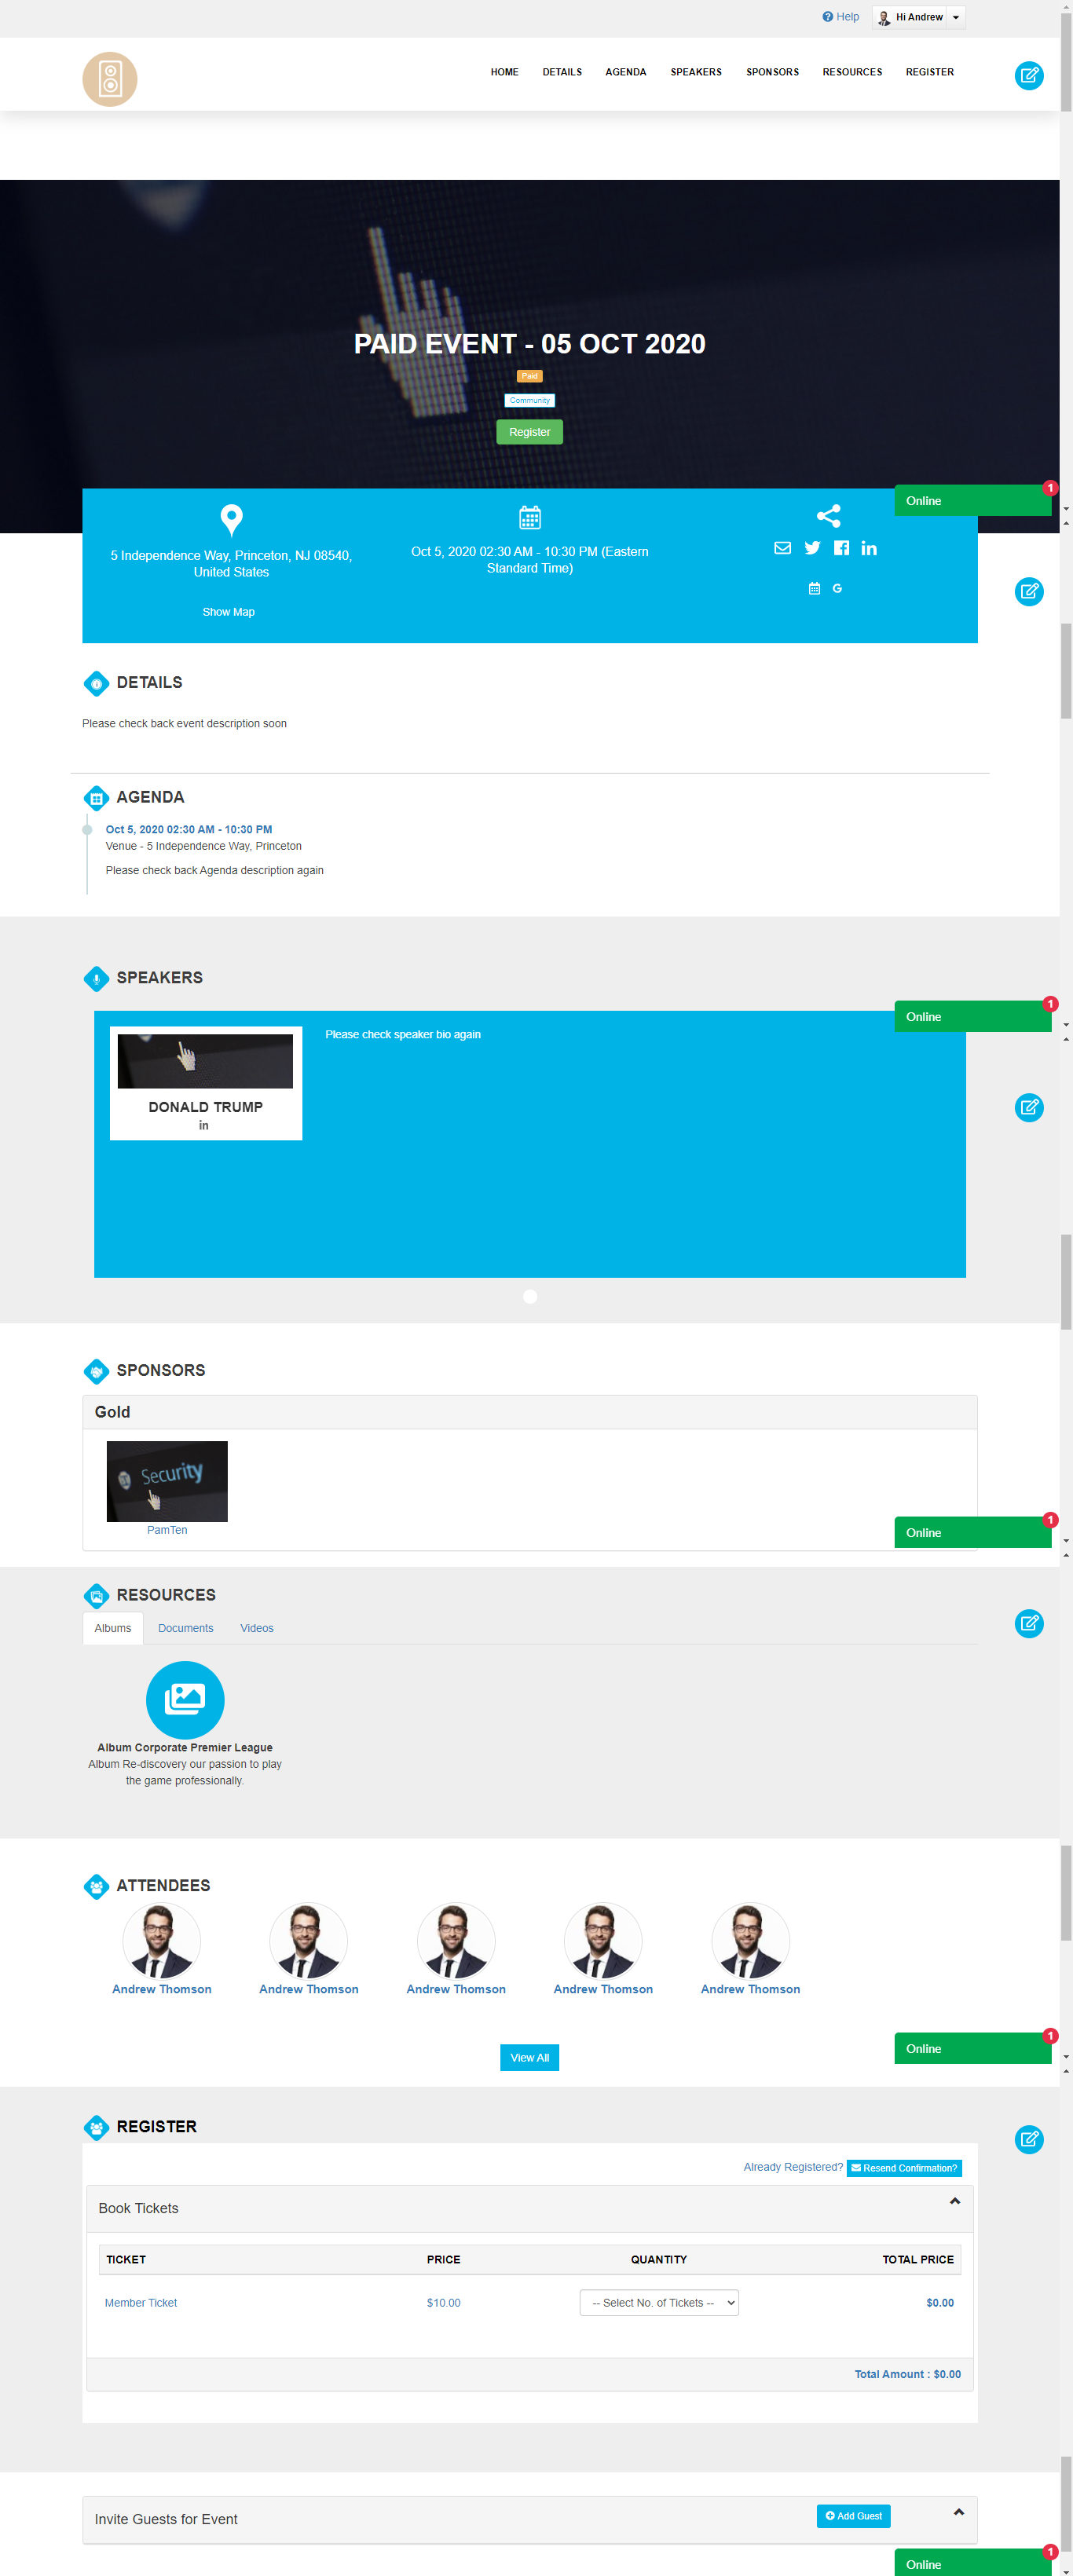 Help
Hi Andrew
HOME DETAILS AGENDA SPEAKERS SPONSORS RESOURCES REGISTER
PAID EVENT - 05 OCT 2020
Paid
Community
Register
Online
1
5 Independence Way, Princeton, NJ 08540,
United States
Show Map
Oct 5, 2020 02:30 AM - 10:30 PM (Eastern
Standard Time)
DETAILS
Please check back event description soon
AGENDA
Oct 5, 2020 02:30 AM - 10:30 PM
Venue - 5 Independence Way, Princeton
Please check back Agenda description again
SPEAKERS
Online
1
Please check speaker bio again
DONALD TRUMP
SPONSORS
Gold
Security
PamTen
Online
1
RESOURCES
Albums Documents Videos
Album Corporate Premier League
Album Re-discovery our passion to play
the game professionally.
ATTENDEES
Andrew Thomson Andrew Thomson Andrew Thomson Andrew Thomson Andrew Thomson
View All
Online
1
REGISTER
Already Registered? Resend Confirmation?
Book Tickets
TICKET PRICE QUANTITY TOTAL PRICE
Member Ticket $10.00 -- Select No. of Tickets -- $0.00
Total Amount : $0.00
Invite Guests for Event
Add Guest
Online
1